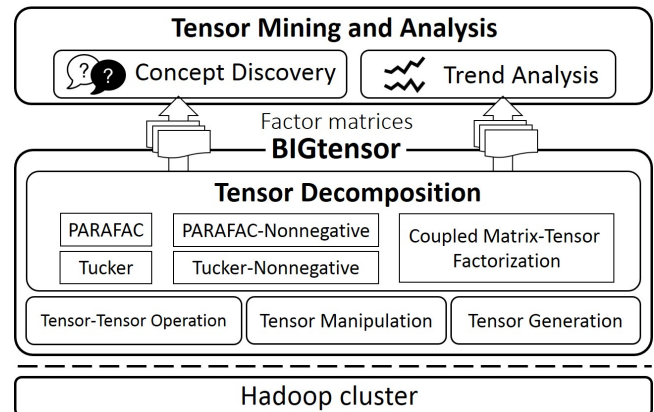 Tensor Mining and Analysis
? ? Concept Discovery
Trend Analysis
Factor matrices
BIGtensor
Tensor Decomposition
PARAFAC
PARAFAC-Nonnegative
Coupled Matrix-Tensor
Factorization
Tucker
Tucker-Nonnegative
Tensor-Tensor Operation
Tensor Manipulation
Tensor Generation
Hadoop cluster